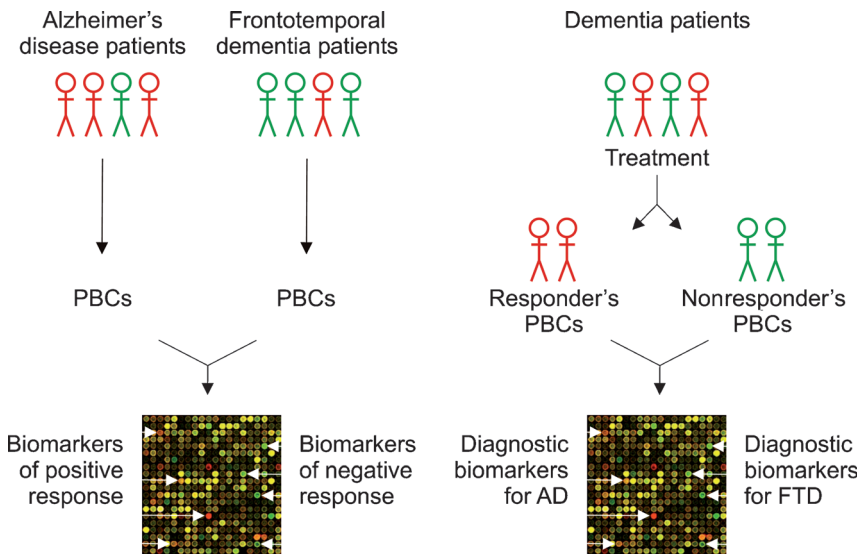 Alzheimer's
disease patients
Frontotemporal
dementia patients
PBCs
PBCs
Biomarkers
of positive
response
Biomarkers
of negative
response
Dementia patients
Treatment
Responder's
PBCs
Nonresponder's
PBCs
Diagnostic
biomarkers
for AD
Diagnostic
biomarkers
for FTD